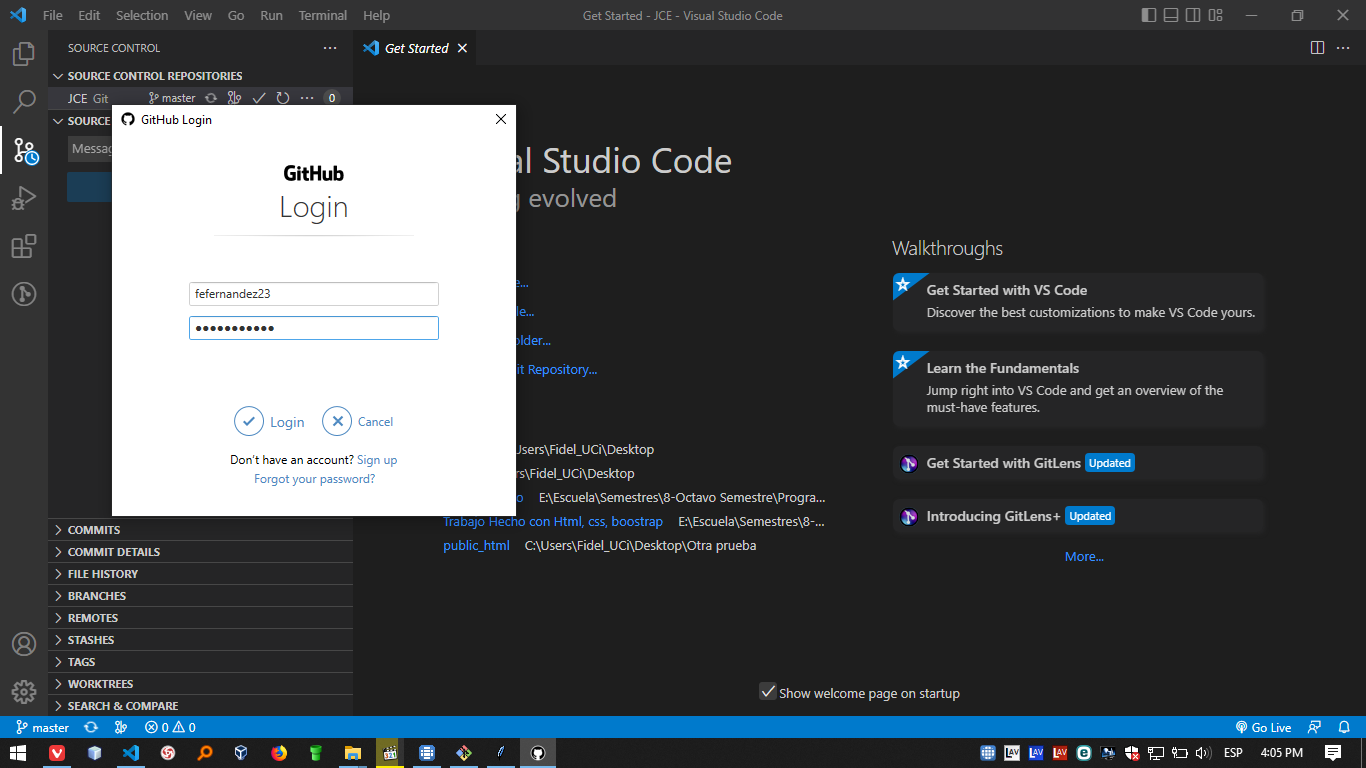 File Edit Selection View Go Run Terminal Help
Get Started - JCE - Visual Studio Code
SOURCE CONTROL
Get Started
SOURCE CONTROL REPOSITORIES
JCE Git master 0
SOURCE
Messag
GitHub Login
GitHub
Login
fefernandez23
Login Cancel
Don't have an account? Sign up
Forgot your password?
al Studio Code
g evolved
e...
le...
older...
it Repository...
Users\Fidel_UCi\Desktop
rs\Fidel_UCi\Desktop
o E:\Escuela\Semestres\8-Octavo Semestre\Progra...
Trabajo Hecho con Html, css, boostrap E:\Escuela\Semestres\8-...
public_html C:\Users\Fidel_UCi\Desktop\Otra prueba
Walkthroughs
Get Started with VS Code
Discover the best customizations to make VS Code yours.
Learn the Fundamentals
Jump right into VS Code and get an overview of the
must-have features.
Get Started with GitLens Updated
Introducing GitLens+ Updated
More...
COMMITS
COMMIT DETAILS
FILE HISTORY
BRANCHES
REMOTES
STASHES
TAGS
WORKTREES
SEARCH & COMPARE
Show welcome page on startup
master 0 0
Go Live
LAV LAV LAV
ESP 4:05 PM